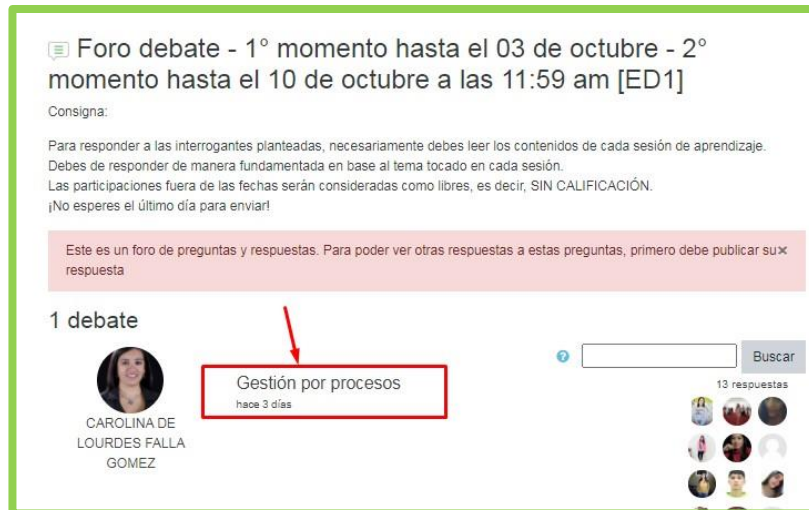 Foro debate - 1° momento hasta el 03 de octubre - 2°
momento hasta el 10 de octubre a las 11:59 am [ED1]
Consigna:
Para responder a las interrogantes planteadas, necesariamente debes leer los contenidos de cada sesión de aprendizaje.
Debes de responder de manera fundamentada en base al tema tocado en cada sesión.
Las participaciones fuera de las fechas serán consideradas como libres, es decir, SIN CALIFICACIÓN.
¡No esperes el último día para enviar!
Este es un foro de preguntas y respuestas. Para poder ver otras respuestas a estas preguntas, primero debe publicar su×
respuesta
1 debate
Buscar
Gestión por procesos
13 respuestas
hace 3 días
CAROLINA DE
LOURDES FALLA
GOMEZ